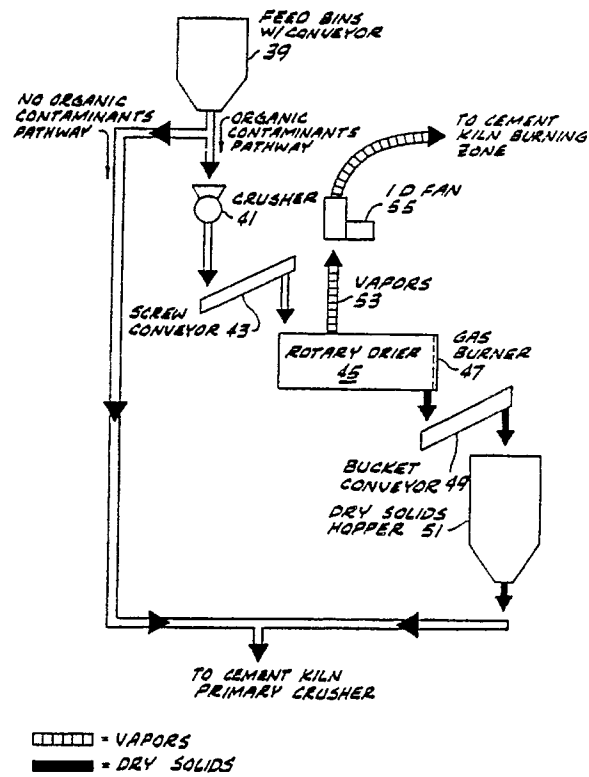 FEED BINS
W/CONVEYOR
39
NO ORGANIC
CONTAMINANTS
PATHWAY
ORGANIC
CONTAMINANTS
PATHWAY
TO CEMENT
KILN BURNING
ZONE
CRUSHER
41
I D FAN
55
VAPORS
53
SCREW
CONVEYOR 43
ROTARY DRIER
45
GAS
BURNER
47
BUCKET
CONVEYOR 49
DRY SOLIDS
HOPPER 51
TO CEMENT KILN
PRIMARY CRUSHER
= VAPORS
= DRY SOLIDS